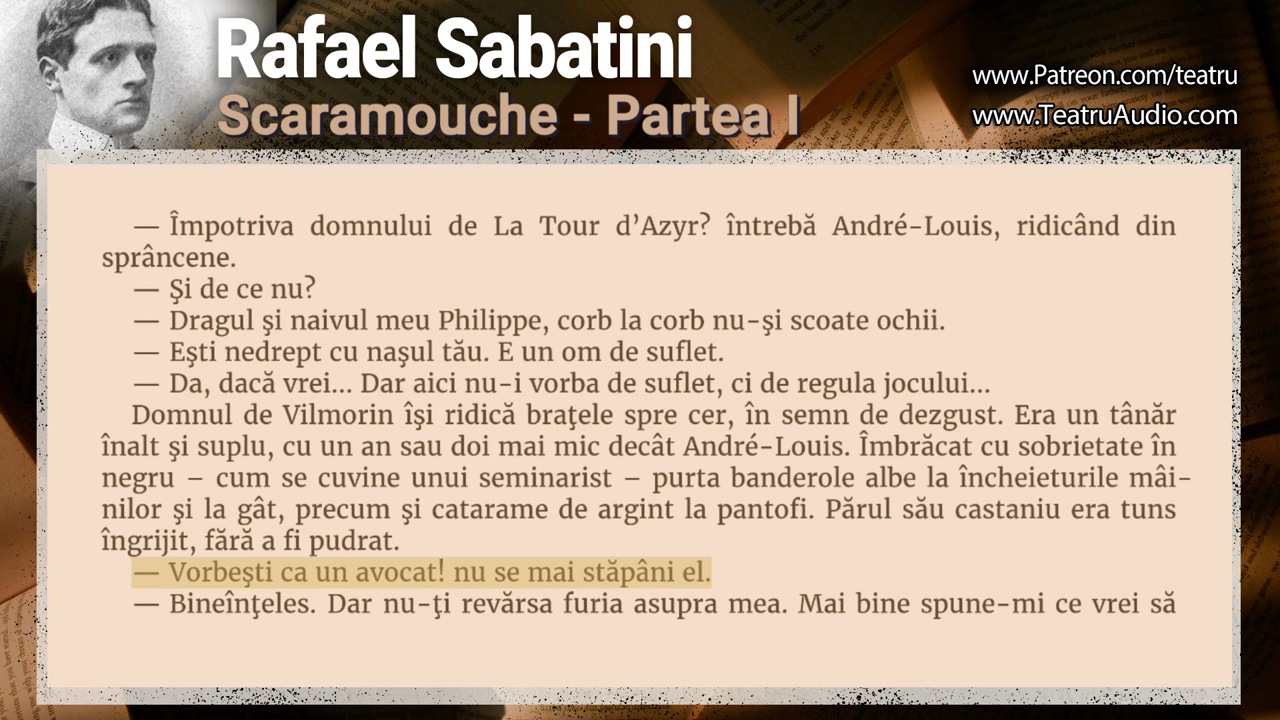 Rafael Sabatini
Scaramouche - Partea I
www.Patreon.com/teatru
www.TeatruAudio.com
— Împotriva domnului de La Tour d’Azyr? întrebă André-Louis, ridicând din
sprâncene.
— Şi de ce nu?
— Dragul şi naivul meu Philippe, corb la corb nu-şi scoate ochii.
— Eşti nedrept cu naşul tău. E un om de suflet.
— Da, dacă vrei... Dar aici nu-i vorba de suflet, ci de regula jocului...
Domnul de Vilmorin îşi ridică braţele spre cer, în semn de dezgust. Era un tânăr
înalt şi suplu, cu un an sau doi mai mic decât André-Louis. Îmbrăcat cu sobrietate în
negru – cum se cuvine unui seminarist – purta banderole albe la încheieturile mâi-
nilor şi la gât, precum şi catarame de argint la pantofi. Părul său castaniu era tuns
îngrijit, fără a fi pudrat.
— Vorbeşti ca un avocat! nu se mai stăpâni el.
— Bineînţeles. Dar nu-ţi revărsa furia asupra mea. Mai bine spune-mi ce vrei să